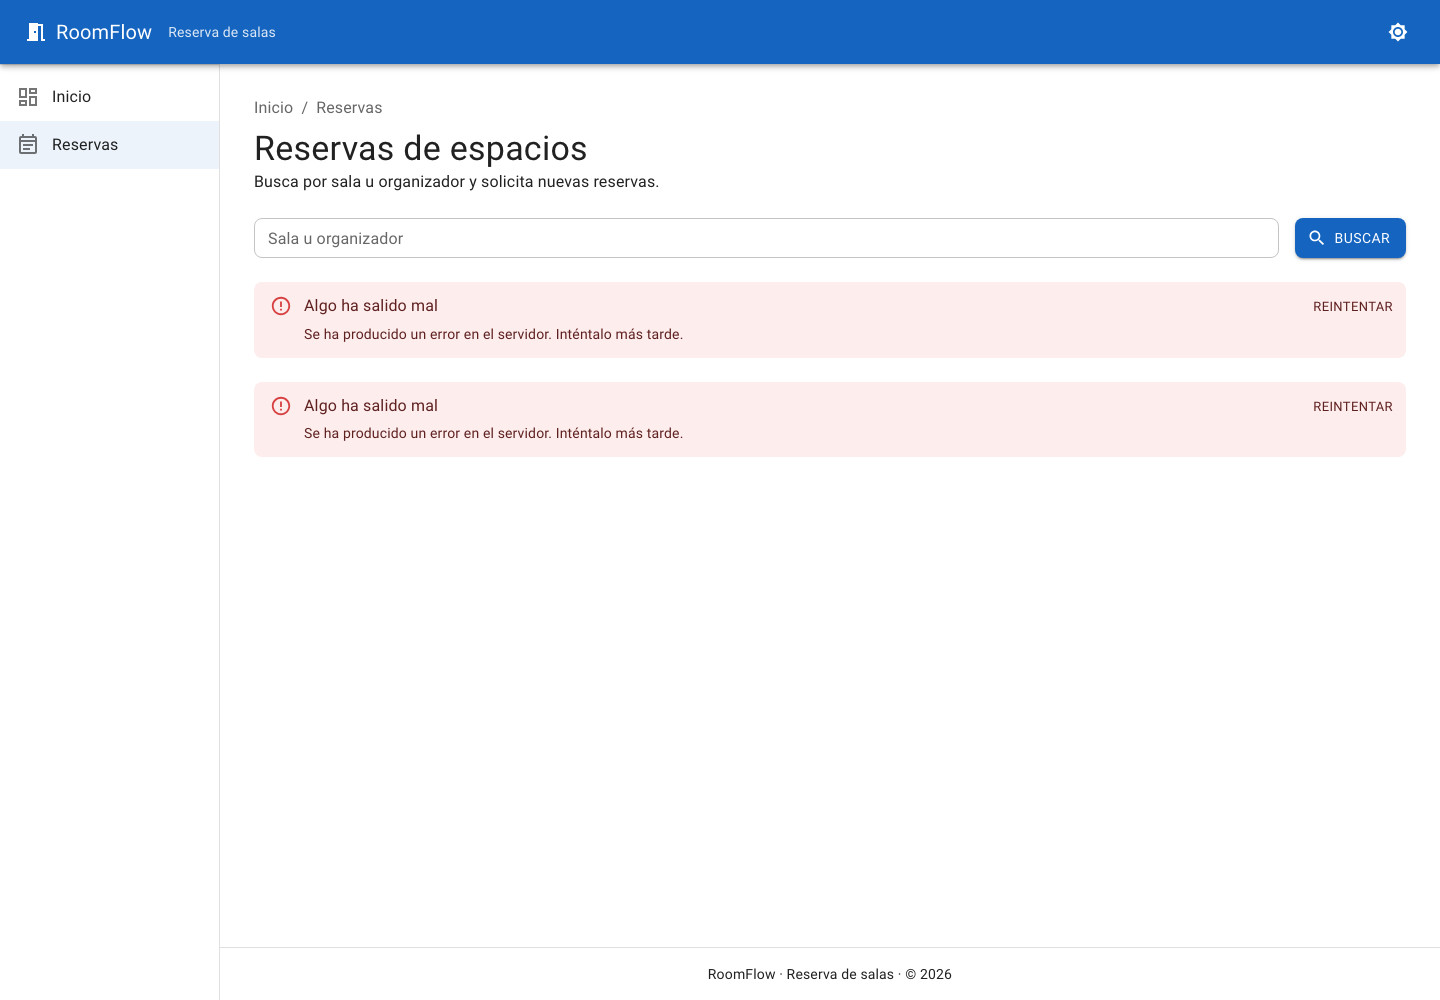 RoomFlow Reserva de salas
Inicio
Reservas
Inicio / Reservas
Reservas de espacios
Busca por sala u organizador y solicita nuevas reservas.
Sala u organizador
BUSCAR
Algo ha salido mal
REINTENTAR
Se ha producido un error en el servidor. Inténtalo más tarde.
Algo ha salido mal
REINTENTAR
Se ha producido un error en el servidor. Inténtalo más tarde.
RoomFlow · Reserva de salas · © 2026